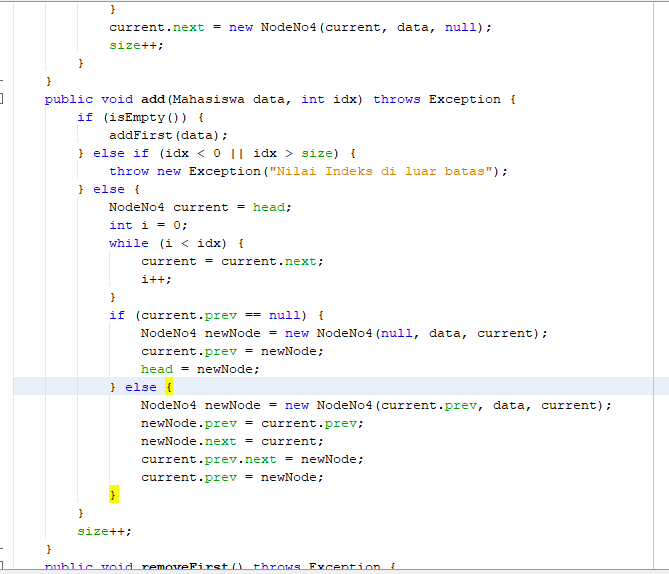 }
current.next = new NodeNo4(current, data, null);
size++;
}
}
public void add(Mahasiswa data, int idx) throws Exception {
if (isEmpty()) {
addFirst(data);
} else if (idx < 0 || idx > size) {
throw new Exception("Nilai Indeks di luar batas");
} else {
NodeNo4 current = head;
int i = 0;
while (i < idx) {
current = current.next;
i++;
}
if (current.prev == null) {
NodeNo4 newNode = new NodeNo4(null, data, current);
current.prev = newNode;
head = newNode;
} else {
NodeNo4 newNode = new NodeNo4(current.prev, data, current);
newNode.prev = current.prev;
newNode.next = current;
current.prev.next = newNode;
current.prev = newNode;
}
}
size++;
}
public void removeFirst() throws Exception {